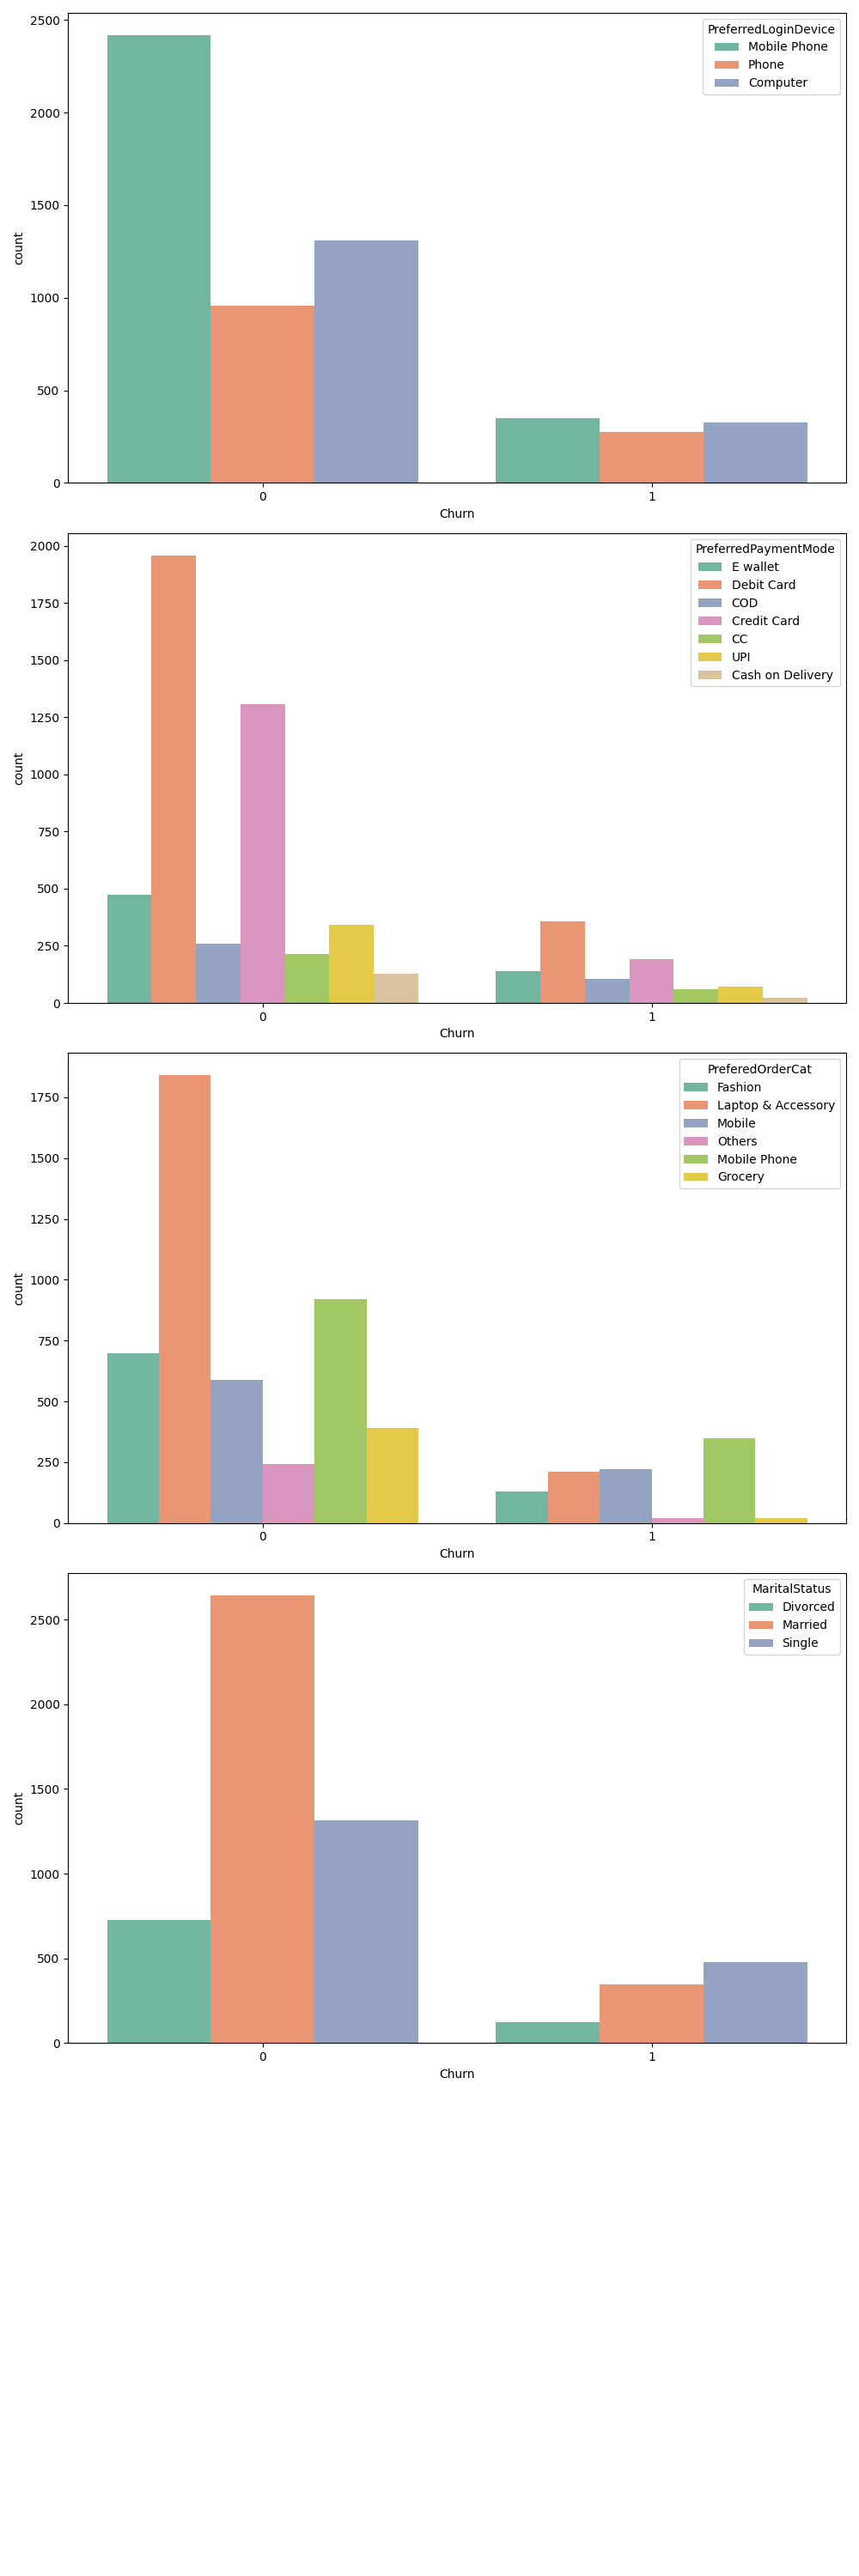 2500
2000
1500
1000
500
0
count
0
1
Churn
PreferredLoginDevice
Mobile Phone
Phone
Computer
2000
1750
1500
1250
1000
750
500
250
0
count
0
1
Churn
PreferredPaymentMode
E wallet
Debit Card
COD
Credit Card
CC
UPI
Cash on Delivery
1750
1500
1250
1000
750
500
250
0
count
0
1
Churn
PreferedOrderCat
Fashion
Laptop & Accessory
Mobile
Others
Mobile Phone
Grocery
2500
2000
1500
1000
500
0
count
0
1
Churn
MaritalStatus
Divorced
Married
Single